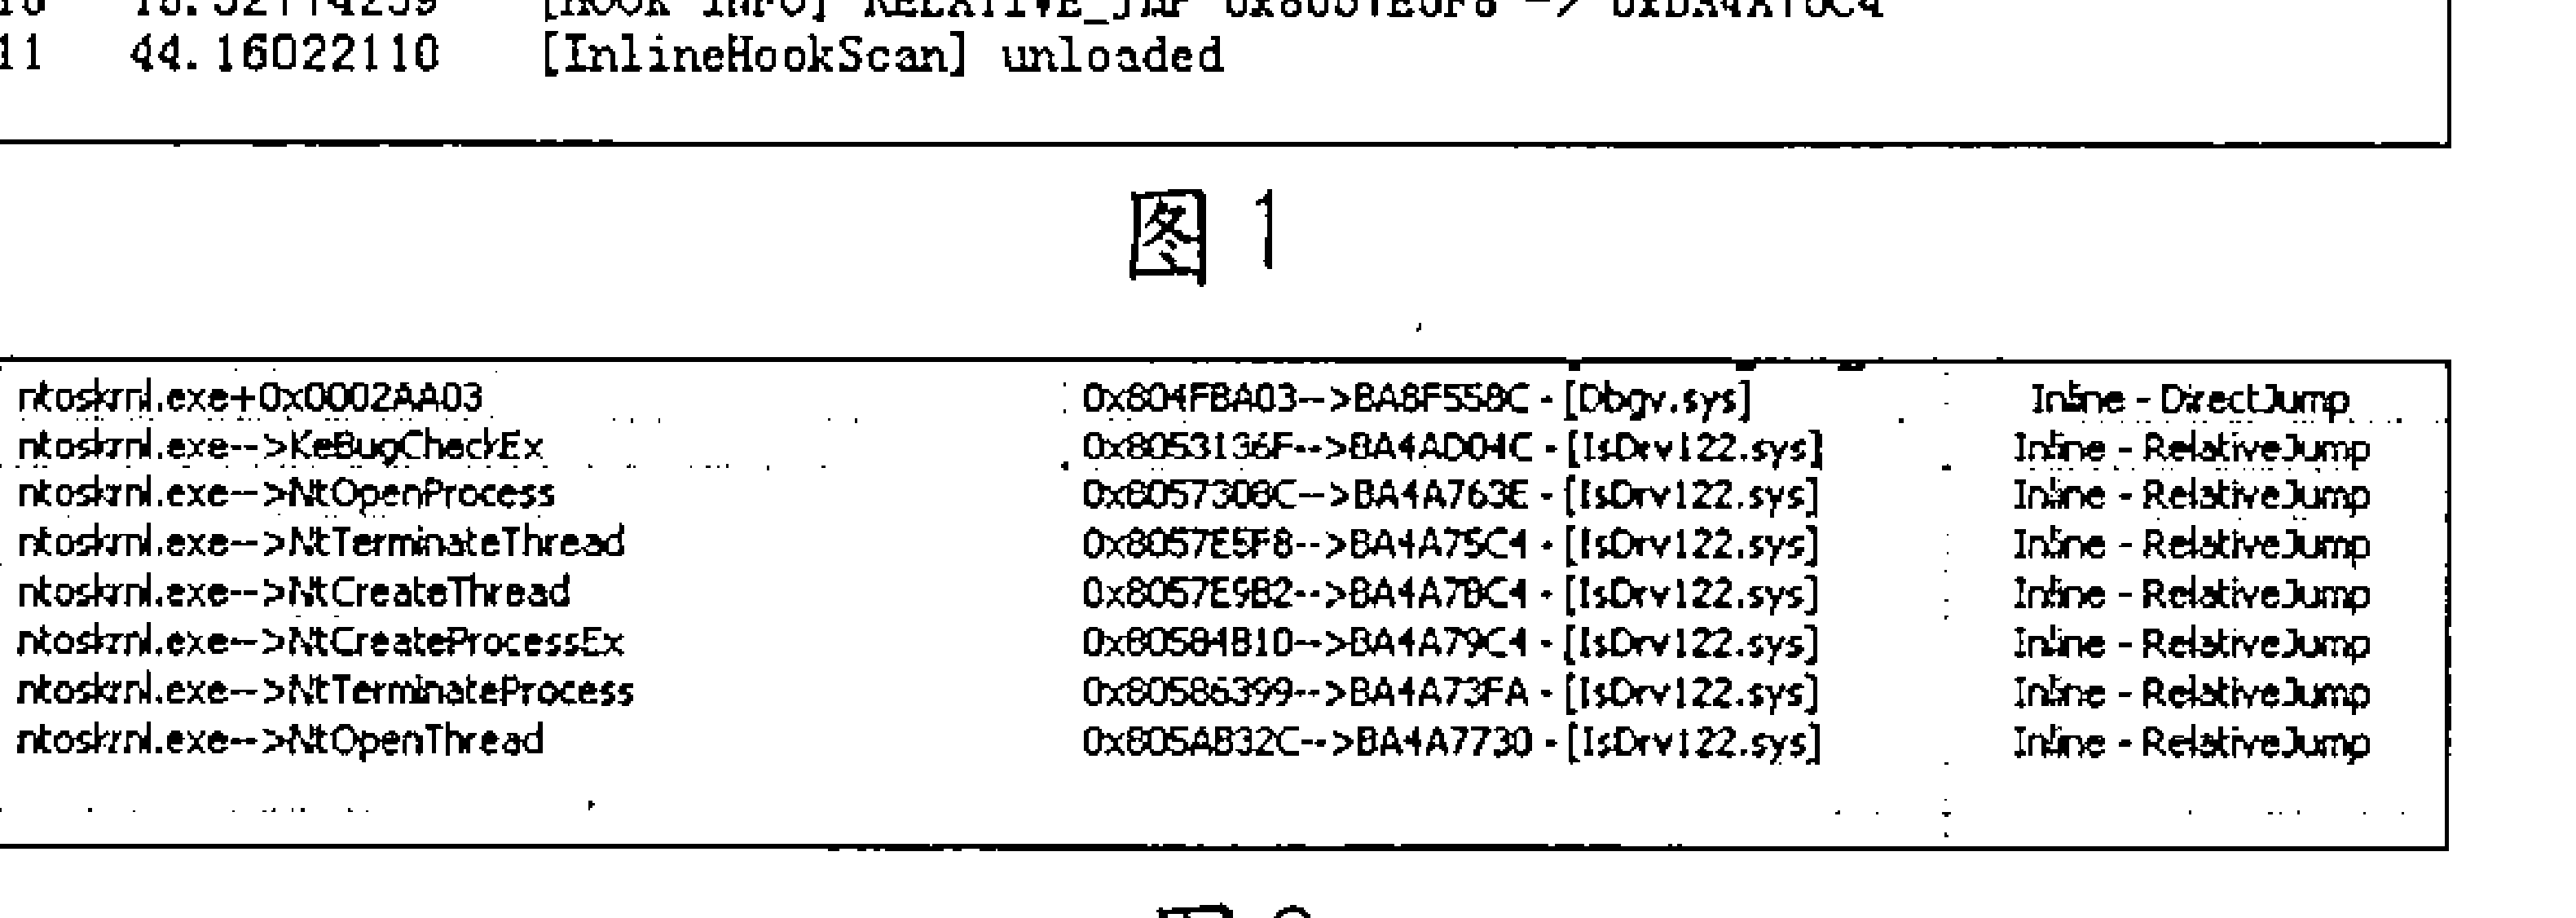 11 44.16022110 [InlineHookScan] unloaded
图 1
ntoskrnl.exe+0x0002AA03 0x804FBA03-->BA8F558C - [Dbgv.sys] Inline - DirectJump
ntoskrnl.exe-->KeBugCheckEx 0x8053136F-->BA4AD04C - [IsDrv122.sys] Inline - RelativeJump
ntoskrnl.exe-->NtOpenProcess 0x8057308C-->BA4A763E - [IsDrv122.sys] Inline - RelativeJump
ntoskrnl.exe-->NtTerminateThread 0x8057E5F8-->BA4A75C4 - [IsDrv122.sys] Inline - RelativeJump
ntoskrnl.exe-->NtCreateThread 0x8057E9B2-->BA4A7BC4 - [IsDrv122.sys] Inline - RelativeJump
ntoskrnl.exe-->NtCreateProcessEx 0x80584B10-->BA4A79C4 - [IsDrv122.sys] Inline - RelativeJump
ntoskrnl.exe-->NtTerminateProcess 0x80586399-->BA4A73FA - [IsDrv122.sys] Inline - RelativeJump
ntoskrnl.exe-->NtOpenThread 0x805AB32C-->BA4A7730 - [IsDrv122.sys] Inline - RelativeJump